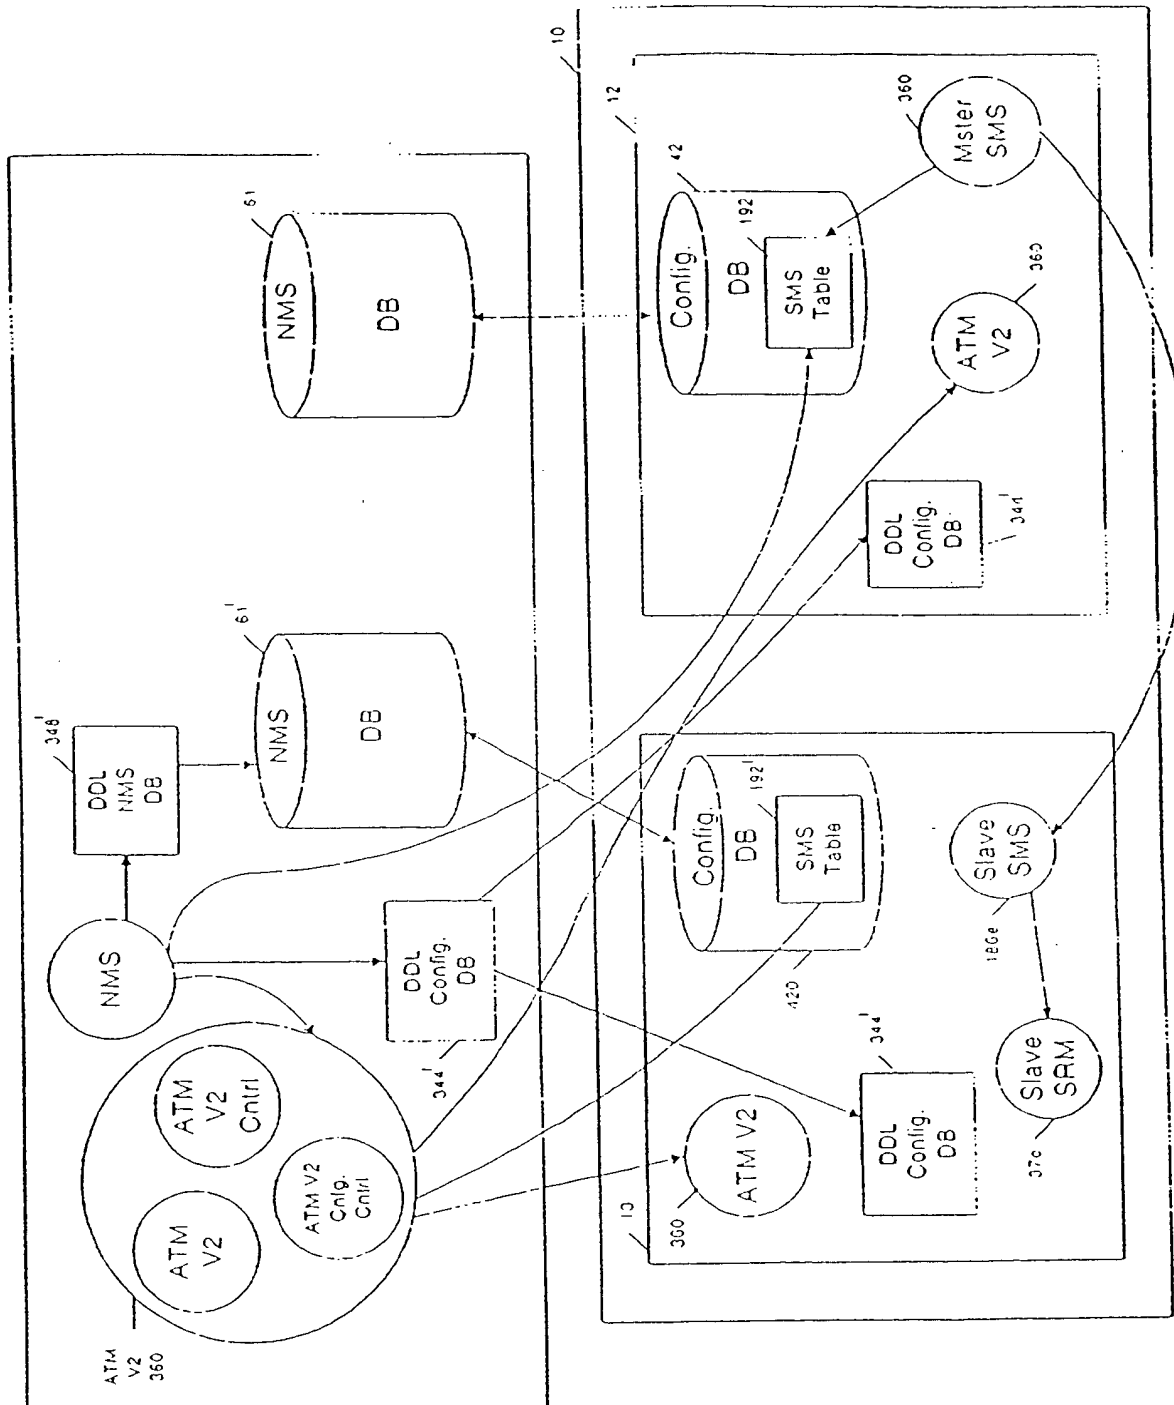 ATM
V2
360
ATM
V2
ATM
V2
Cntrl
ATM V2
Cnfg.
Cntrl
NMS
DDL
NMS
DB
348'
DDL
Config.
DB
344'
NMS
DB
61'
NMS
DB
61
10
12
Config.
DB
42
SMS
Table
192
Mster
SMS
360
ATM
V2
360
DDL
Config.
DB
344'
13
ATM V2
360
DDL
Config.
DB
344'
Config.
DB
420
SMS
Table
192'
Slave
SMS
186e
Slave
SRM
37c